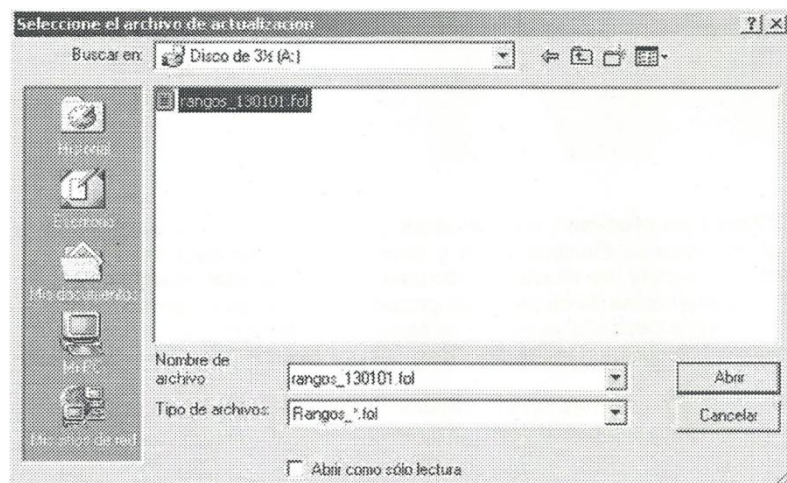 Seleccione el archivo de actualizacion
Buscar en:
Disco de 3½ (A:)
rangos_130101.fol
Historial
Escritorio
Mis documentos
Mi PC
Mis sitios de red
Nombre de
archivo
rangos_130101.fol
Abrir
Tipo de archivos:
Rangos_*.fol
Cancelar
Abrir como sólo lectura